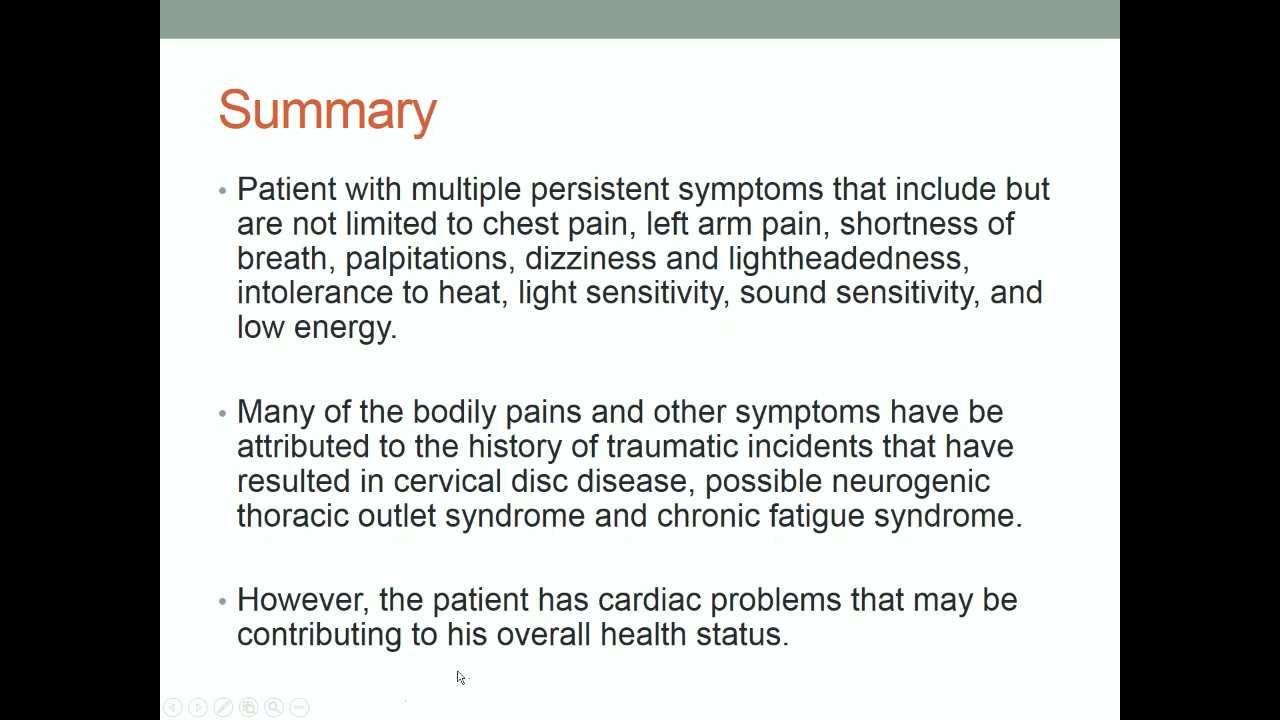 Summary
• Patient with multiple persistent symptoms that include but
are not limited to chest pain, left arm pain, shortness of
breath, palpitations, dizziness and lightheadedness,
intolerance to heat, light sensitivity, sound sensitivity, and
low energy.
• Many of the bodily pains and other symptoms have be
attributed to the history of traumatic incidents that have
resulted in cervical disc disease, possible neurogenic
thoracic outlet syndrome and chronic fatigue syndrome.
• However, the patient has cardiac problems that may be
contributing to his overall health status.